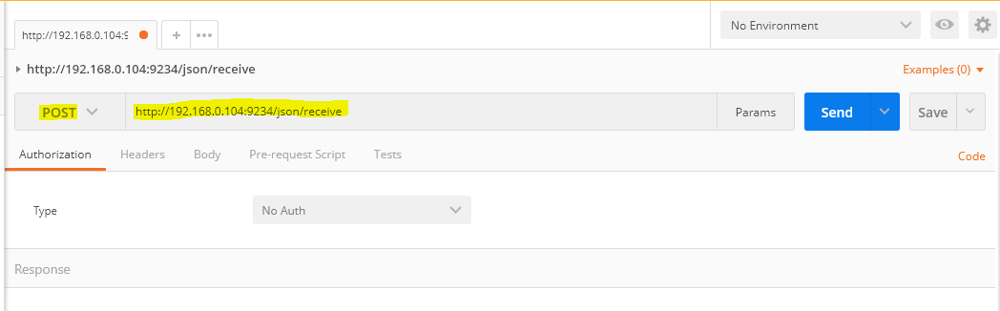 http://192.168.0.104:9
No Environment
http://192.168.0.104:9234/json/receive
Examples (0)
POST
http://192.168.0.104:9234/json/receive
Params
Send
Save
Authorization
Headers
Body
Pre-request Script
Tests
Code
Type
No Auth
Response